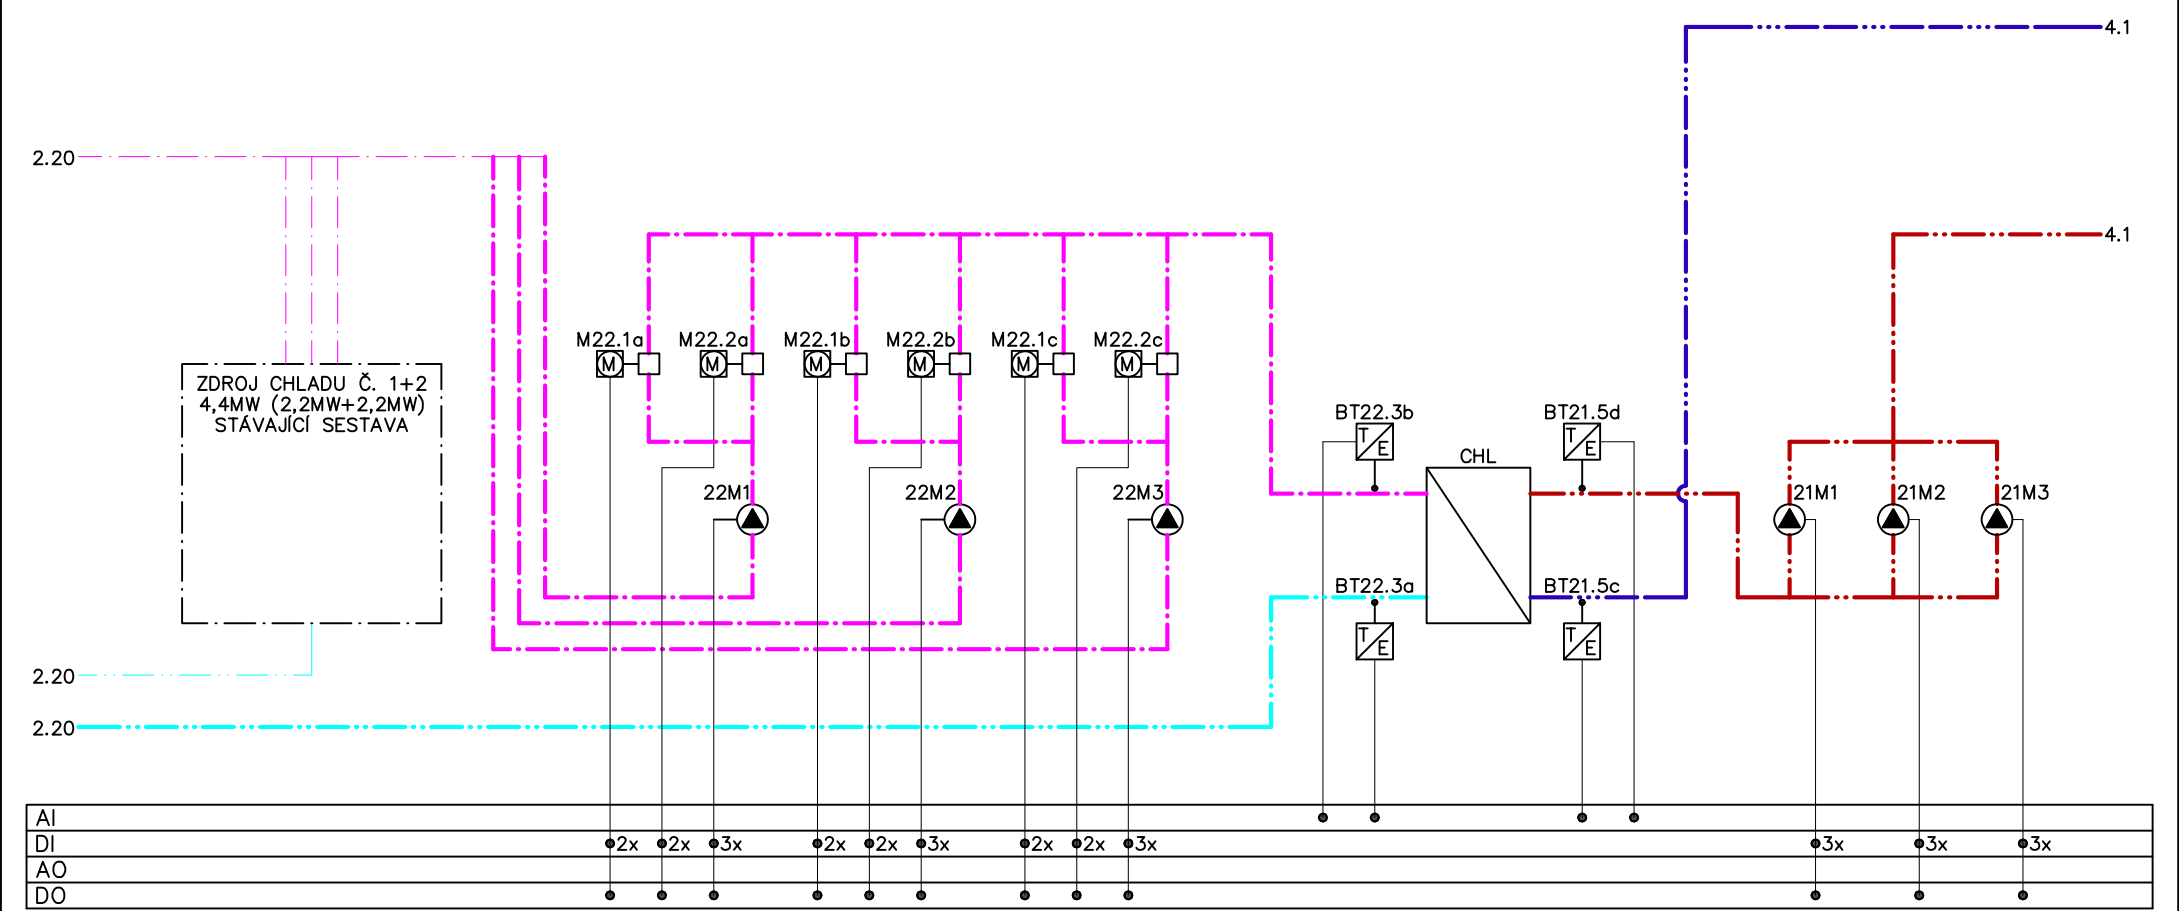 4.1
2.20
4.1
M22.1a M22.2a M22.1b M22.2b M22.1c M22.2c
M M M M M M
ZDROJ CHLADU Č. 1+2
4,4MW (2,2MW+2,2MW)
STÁVAJÍCÍ SESTAVA
BT22.3b BT21.5d
T/E T/E
CHL
22M1 22M2 22M3 21M1 21M2 21M3
BT22.3a BT21.5c
T/E T/E
2.20
2.20
AI
DI 2x 2x 3x 2x 2x 3x 2x 2x 3x 3x 3x 3x
AO
DO